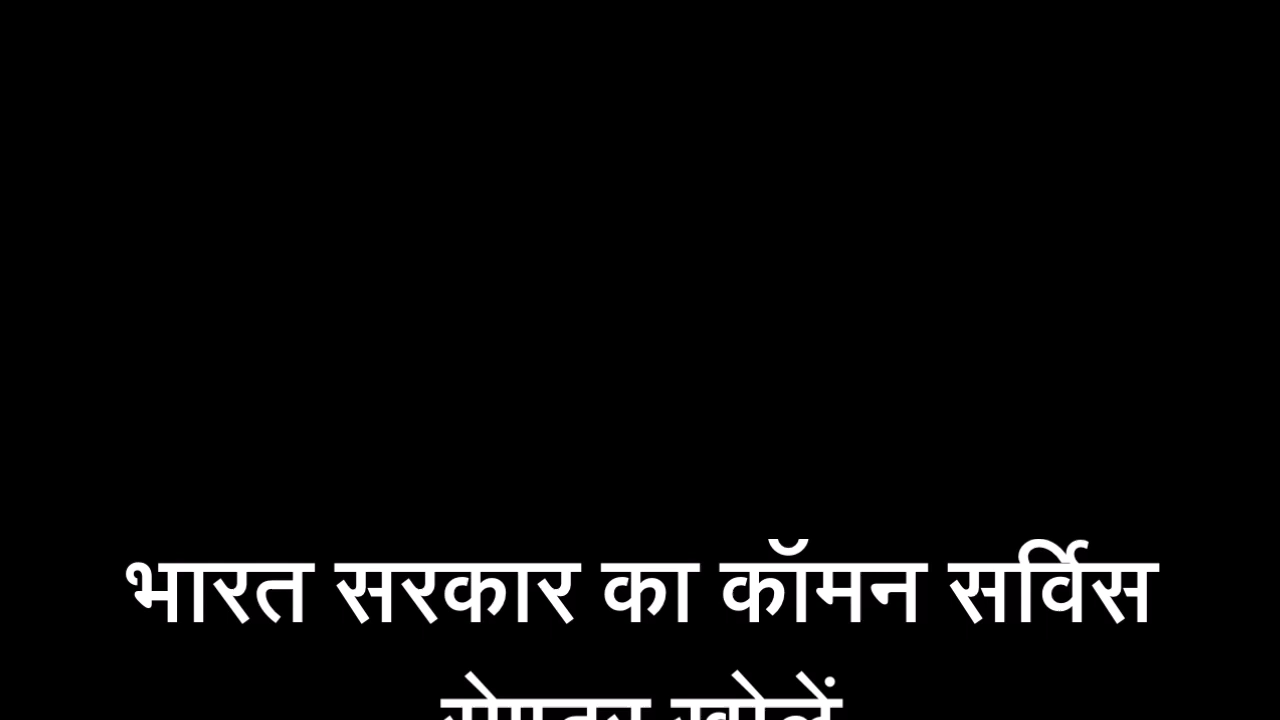 भारत सरकार का कॉमन सर्विस
खोलें